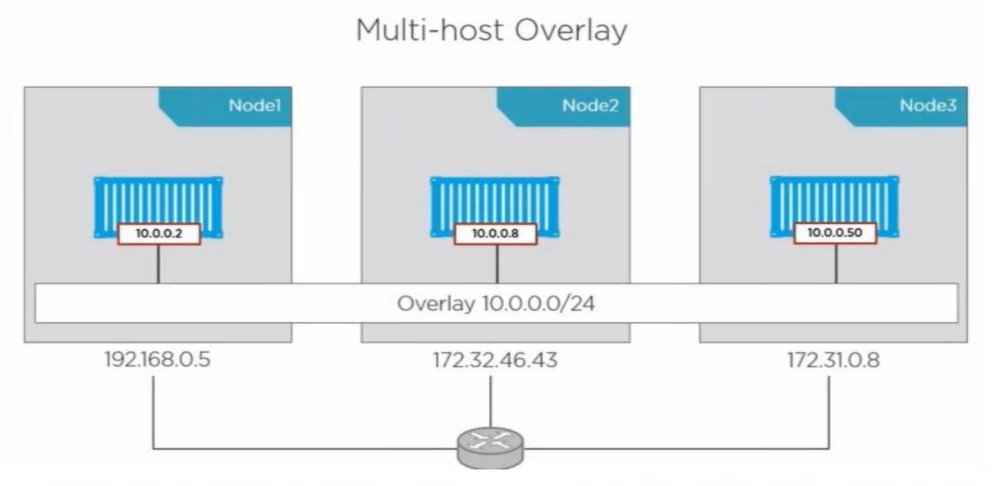 Multi-host Overlay
Node1
Node2
Node3
10.0.0.2
10.0.0.8
10.0.0.50
Overlay 10.0.0.0/24
192.168.0.5
172.32.46.43
172.31.0.8